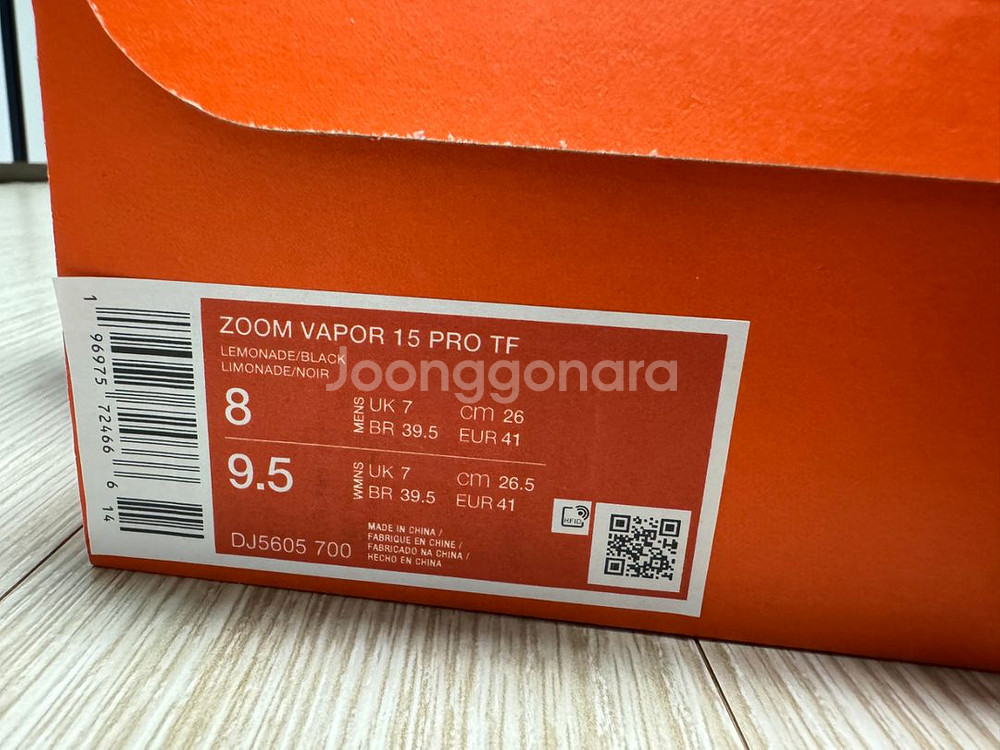 ZOOM VAPOR 15 PRO TF
LEMONADE/BLACK
LIMONADE/NOIR
Joonggonara
8 MENS UK 7 cm 26
BR 39.5 EUR 41
9.5 WMNS UK 7 cm 26.5
BR 39.5 EUR 41
DJ5605 700
MADE IN CHINA /
FABRIQUE EN CHINE /
FABRICADO NA CHINA /
HECHO EN CHINA
RFID
1 96975 72466 6 14